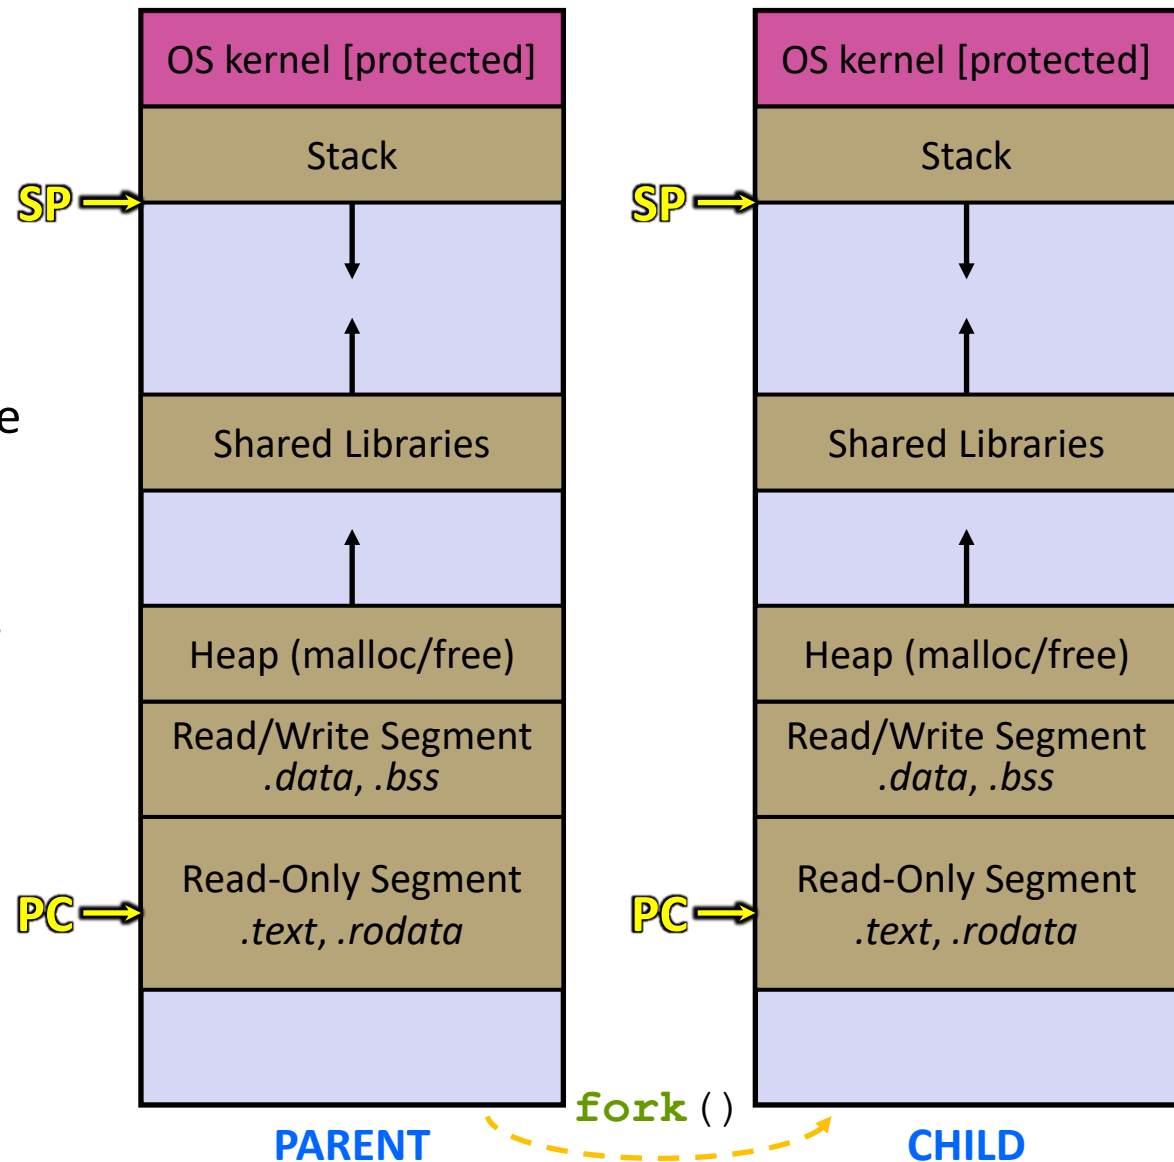 OS kernel [protected]
Stack
SP
Shared Libraries
Heap (malloc/free)
Read/Write Segment
.data, .bss
Read-Only Segment
.text, .rodata
PC
PARENT
e
fork()
OS kernel [protected]
Stack
SP
Shared Libraries
Heap (malloc/free)
Read/Write Segment
.data, .bss
Read-Only Segment
.text, .rodata
PC
CHILD